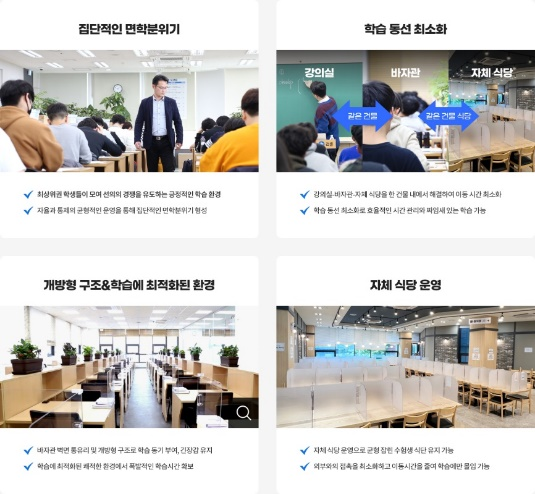 집단적인 면학분위기
최상위권 학생들이 모여 선의의 경쟁을 유도하는 긍정적인 학습 환경
자율과 통제의 균형적인 운영을 통해 집단적인 면학분위기 형성
학습 동선 최소화
강의실
바자관
자체 식당
같은 건물
같은 건물 식당
강의실-바자관-자체 식당을 한 건물 내에서 해결하여 이동 시간 최소화
학습 동선 최소화로 효율적인 시간 관리와 짜임새 있는 학습 가능
개방형 구조&학습에 최적화된 환경
바자관 벽면 통유리 및 개방형 구조로 학습 동기 부여, 긴장감 유지
학습에 최적화된 쾌적한 환경에서 폭발적인 학습시간 확보
자체 식당 운영
자체 식당 운영으로 균형 잡힌 수험생 식단 유지 가능
외부와의 접촉을 최소화하고 이동시간을 줄여 학습에만 몰입 가능